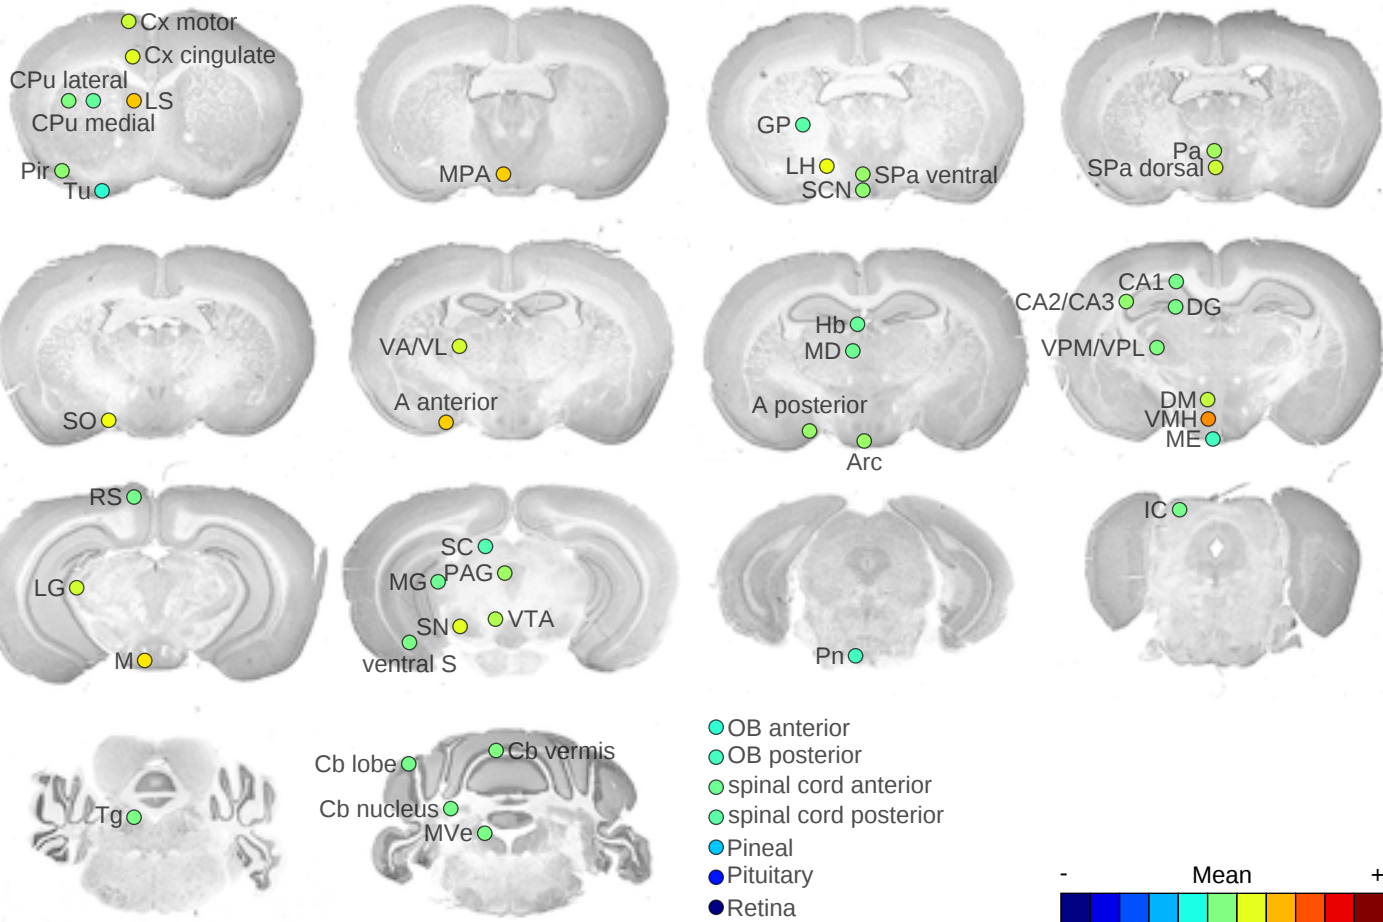 Cx motor
Cx cingulate
CPu lateral
LS
CPu medial
Pir
Tu
MPA
GP
LH
SPa ventral
SCN
Pa
SPa dorsal
SO
VA/VL
A anterior
Hb
MD
A posterior
Arc
CA1
CA2/CA3
DG
VPM/VPL
DM
VMH
ME
RS
LG
M
SC
MG
PAG
SN
VTA
ventral S
Pn
IC
Tg
Cb lobe
Cb vermis
Cb nucleus
MVe
OB anterior
OB posterior
spinal cord anterior
spinal cord posterior
Pineal
Pituitary
Retina
- Mean +